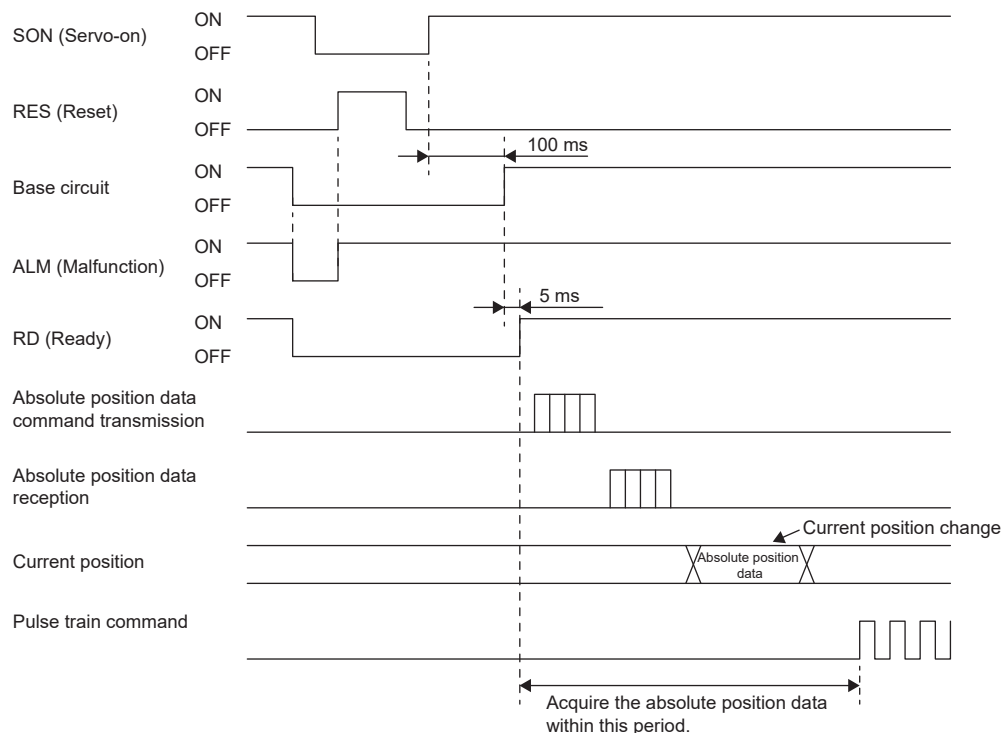 SON (Servo-on)
ON
OFF
RES (Reset)
ON
OFF
100 ms
Base circuit
ON
OFF
ALM (Malfunction)
ON
OFF
5 ms
RD (Ready)
ON
OFF
Absolute position data
command transmission
Absolute position data
reception
Current position change
Current position
Absolute position
data
Pulse train command
Acquire the absolute position data
within this period.